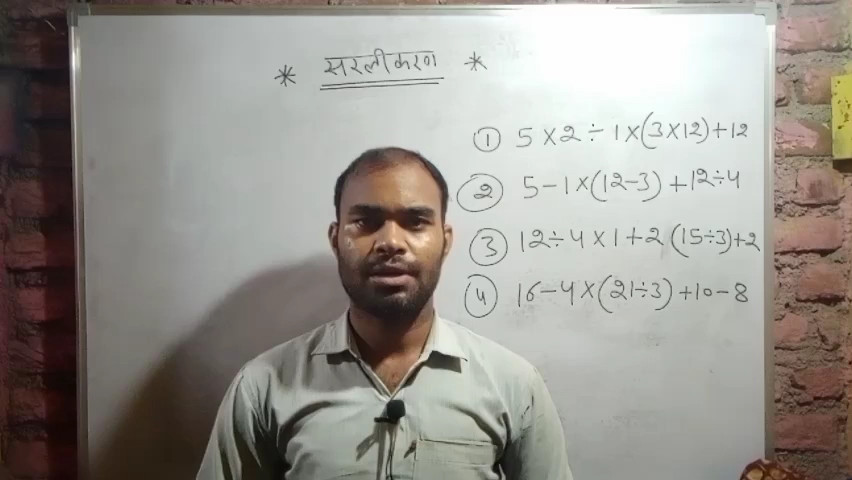 * सरलीकरण *
① 5×2÷1×(3×12)+12
② 5-1×(12-3)+12÷4
③ 12÷4×1+2(15÷3)+2
④ 16-4×(21÷3)+10-8